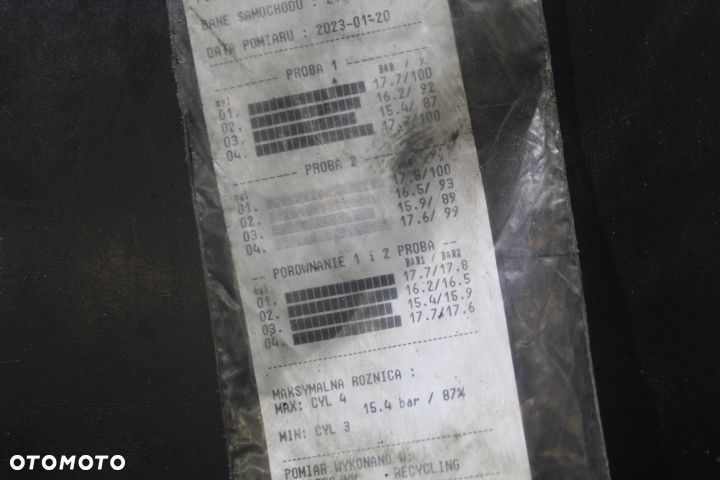 DANE SAMOCHODU :
DATA POMIARU : 2023-01-20
PROBA 1
BAR / %
cyl
01. 17.7/100
02. 16.2/ 92
03. 15.4/ 87
04. 17.7/100
PROBA 2
cyl
01. 17.8/100
02. 16.5/ 93
03. 15.9/ 89
04. 17.6/ 99
-- POROWNANIE 1 i 2 PROBA --
cyl BAR1 / BAR2
01. 17.7/17.8
02. 16.2/16.5
03. 15.4/15.9
04. 17.7/17.6
MAKSYMALNA ROZNICA :
MAX: CYL 4
15.4 bar / 87%
MIN: CYL 3
POMIAR WYKONANO W:
RECYCLING
OTOMOTO